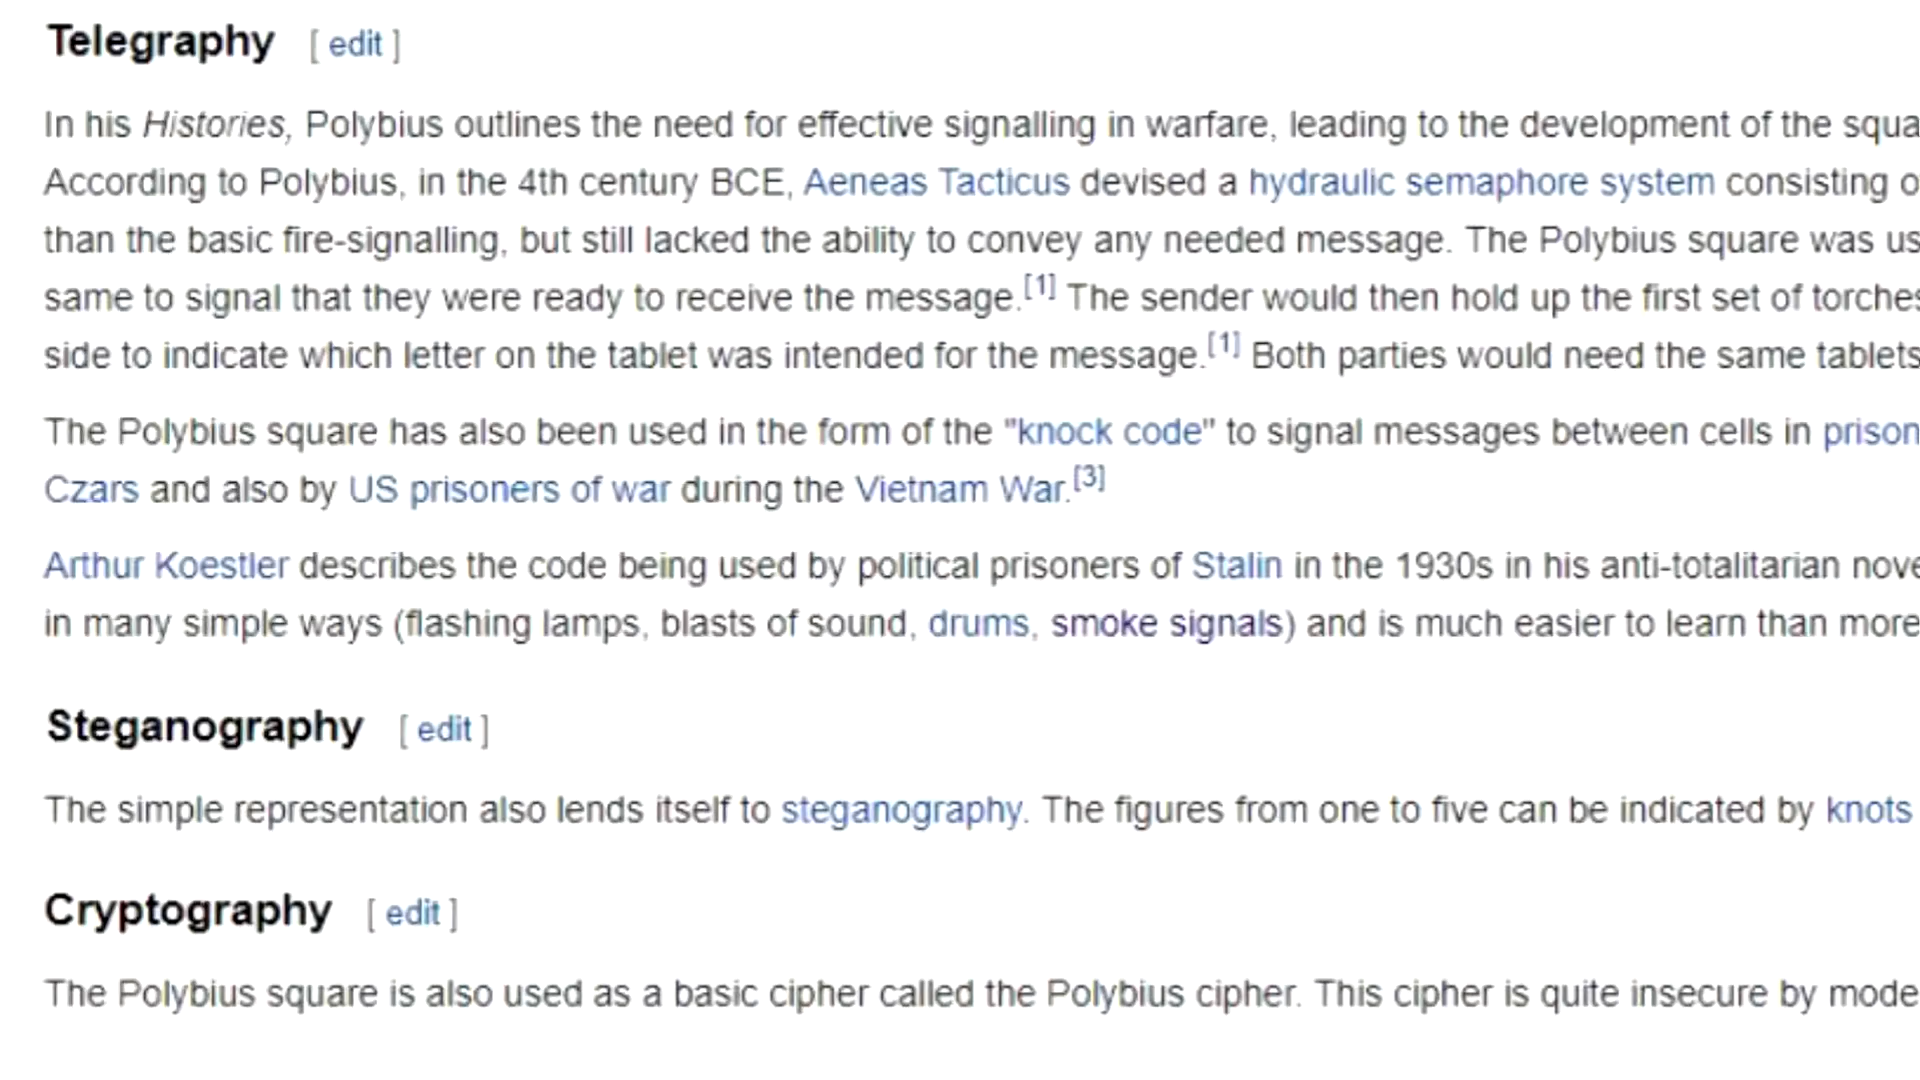 Telegraphy [ edit ]
In his Histories, Polybius outlines the need for effective signalling in warfare, leading to the development of the squa
According to Polybius, in the 4th century BCE, Aeneas Tacticus devised a hydraulic semaphore system consisting o
than the basic fire-signalling, but still lacked the ability to convey any needed message. The Polybius square was us
same to signal that they were ready to receive the message.[1] The sender would then hold up the first set of torches
side to indicate which letter on the tablet was intended for the message.[1] Both parties would need the same tablets
The Polybius square has also been used in the form of the "knock code" to signal messages between cells in prison
Czars and also by US prisoners of war during the Vietnam War.[3]
Arthur Koestler describes the code being used by political prisoners of Stalin in the 1930s in his anti-totalitarian nove
in many simple ways (flashing lamps, blasts of sound, drums, smoke signals) and is much easier to learn than more
Steganography [ edit ]
The simple representation also lends itself to steganography. The figures from one to five can be indicated by knots
Cryptography [ edit ]
The Polybius square is also used as a basic cipher called the Polybius cipher. This cipher is quite insecure by mode